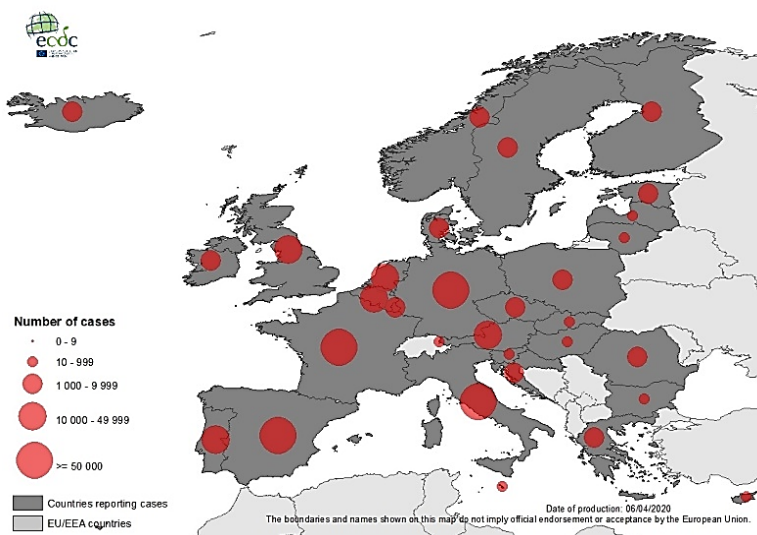 ecdc
Number of cases
0 - 9
10 - 999
1 000 - 9 999
10 000 - 49 999
>= 50 000
Countries reporting cases
EU/EEA countries
Date of production: 06/04/2020
The boundaries and names shown on this map do not imply official endorsement or acceptance by the European Union.